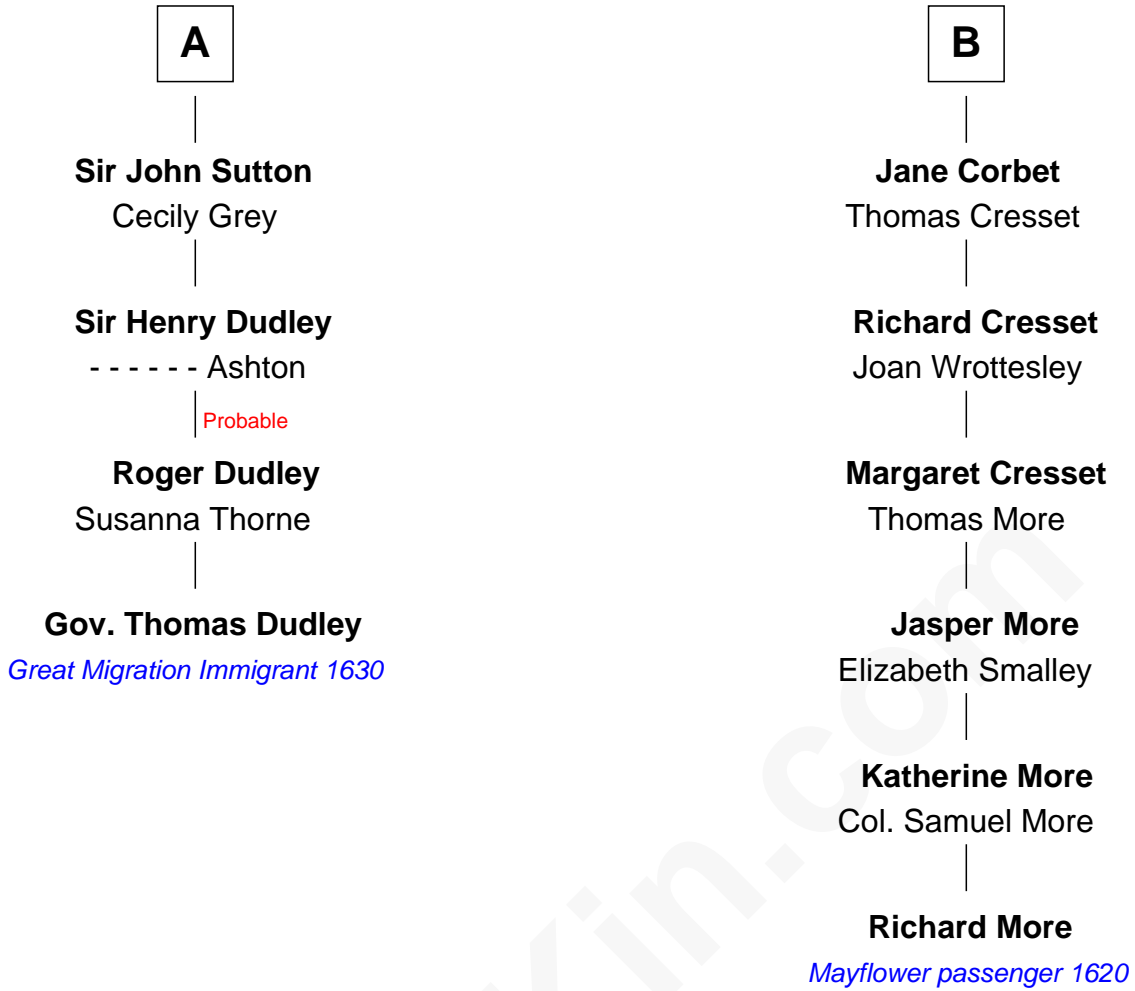 A
Sir John Sutton
Cecily Grey
Sir Henry Dudley
- - - - - - Ashton
Probable
Roger Dudley
Susanna Thorne
Gov. Thomas Dudley
Great Migration Immigrant 1630
B
Jane Corbet
Thomas Cresset
Richard Cresset
Joan Wrottesley
Margaret Cresset
Thomas More
Jasper More
Elizabeth Smalley
Katherine More
Col. Samuel More
Richard More
Mayflower passenger 1620
Kin.com